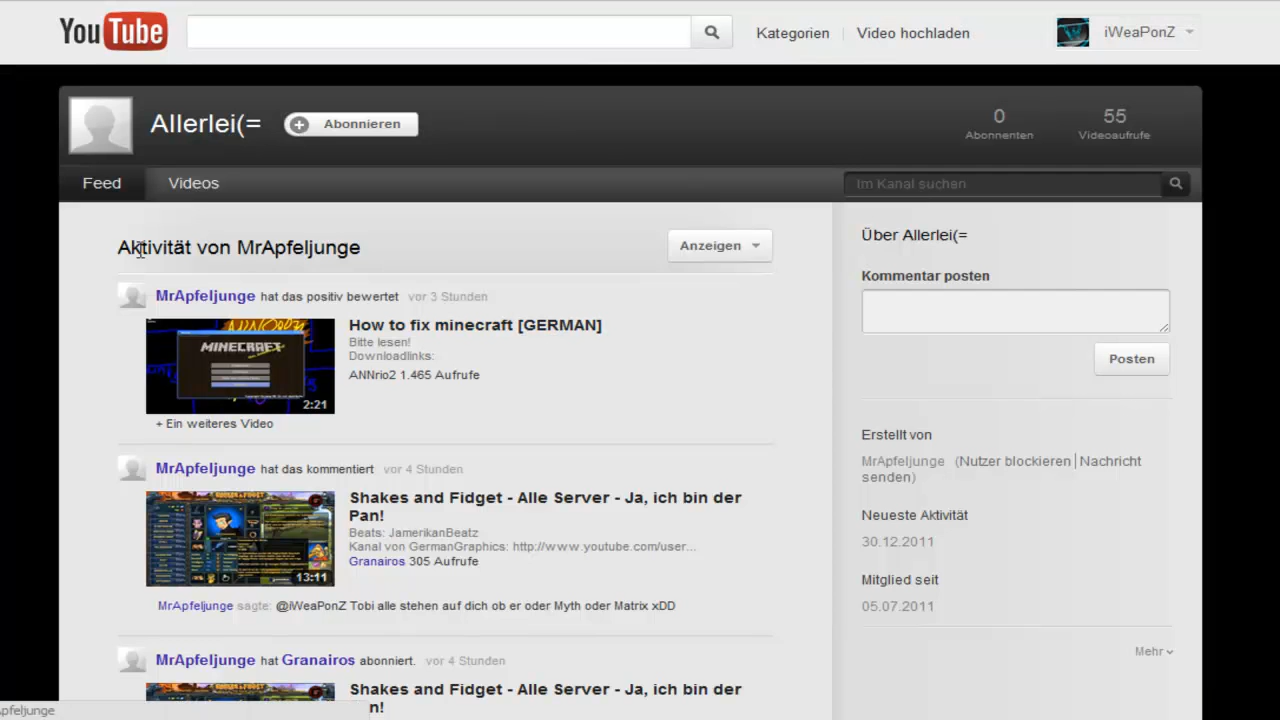 YouTube
Kategorien
Video hochladen
iWeaPonZ
Allerlei(=
Abonnieren
0
Abonnenten
55
Videoaufrufe
Feed
Videos
Im Kanal suchen
Aktivität von MrApfeljunge
Anzeigen
MrApfeljunge hat das positiv bewertet vor 3 Stunden
MINECRAFT
2:21
How to fix minecraft [GERMAN]
Bitte lesen!
Downloadlinks:
ANNrio2 1.465 Aufrufe
+ Ein weiteres Video
MrApfeljunge hat das kommentiert vor 4 Stunden
13:11
Shakes and Fidget - Alle Server - Ja, ich bin der
Pan!
Beats: JamerikanBeatz
Kanal von GermanGraphics: http://www.youtube.com/user...
Granairos 305 Aufrufe
MrApfeljunge sagte: @iWeaPonZ Tobi alle stehen auf dich ob er oder Myth oder Matrix xDD
MrApfeljunge hat Granairos abonniert. vor 4 Stunden
Shakes and Fidget - Alle Server - Ja, ich bin der
n!
Über Allerlei(=
Kommentar posten
Posten
Erstellt von
MrApfeljunge (Nutzer blockieren|Nachricht
senden)
Neueste Aktivität
30.12.2011
Mitglied seit
05.07.2011
Mehr
pfeljunge